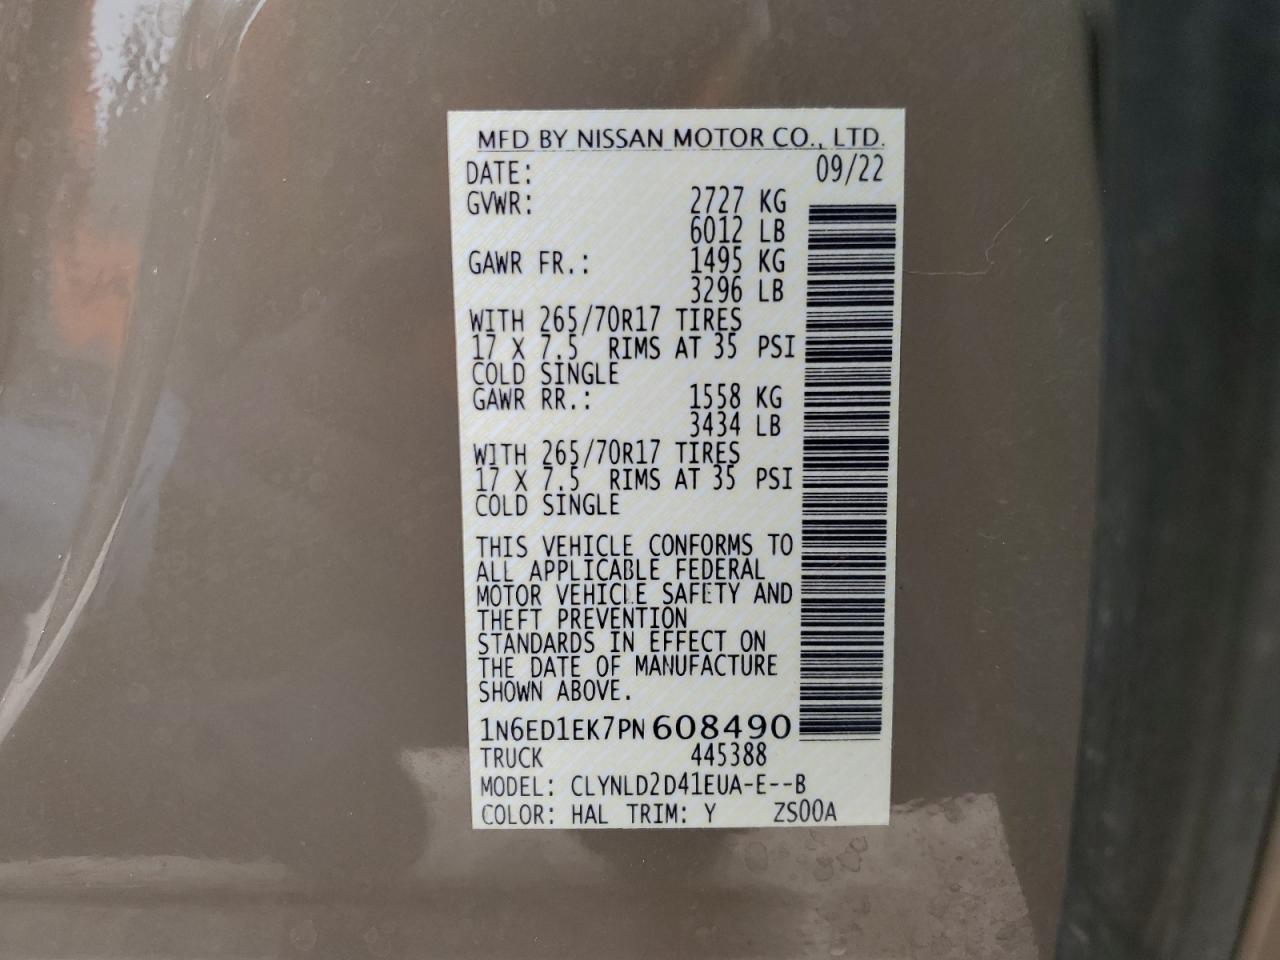 MFD BY NISSAN MOTOR CO., LTD.
DATE: 09/22
GVWR: 2727 KG
6012 LB
GAWR FR.: 1495 KG
3296 LB
WITH 265/70R17 TIRES
17 X 7.5 RIMS AT 35 PSI
COLD SINGLE
GAWR RR.: 1558 KG
3434 LB
WITH 265/70R17 TIRES
17 X 7.5 RIMS AT 35 PSI
COLD SINGLE
THIS VEHICLE CONFORMS TO
ALL APPLICABLE FEDERAL
MOTOR VEHICLE SAFETY AND
THEFT PREVENTION
STANDARDS IN EFFECT ON
THE DATE OF MANUFACTURE
SHOWN ABOVE.
1N6ED1EK7PN608490
TRUCK 445388
MODEL: CLYNLD2D41EUA-E--B
COLOR: HAL TRIM: Y ZS00A